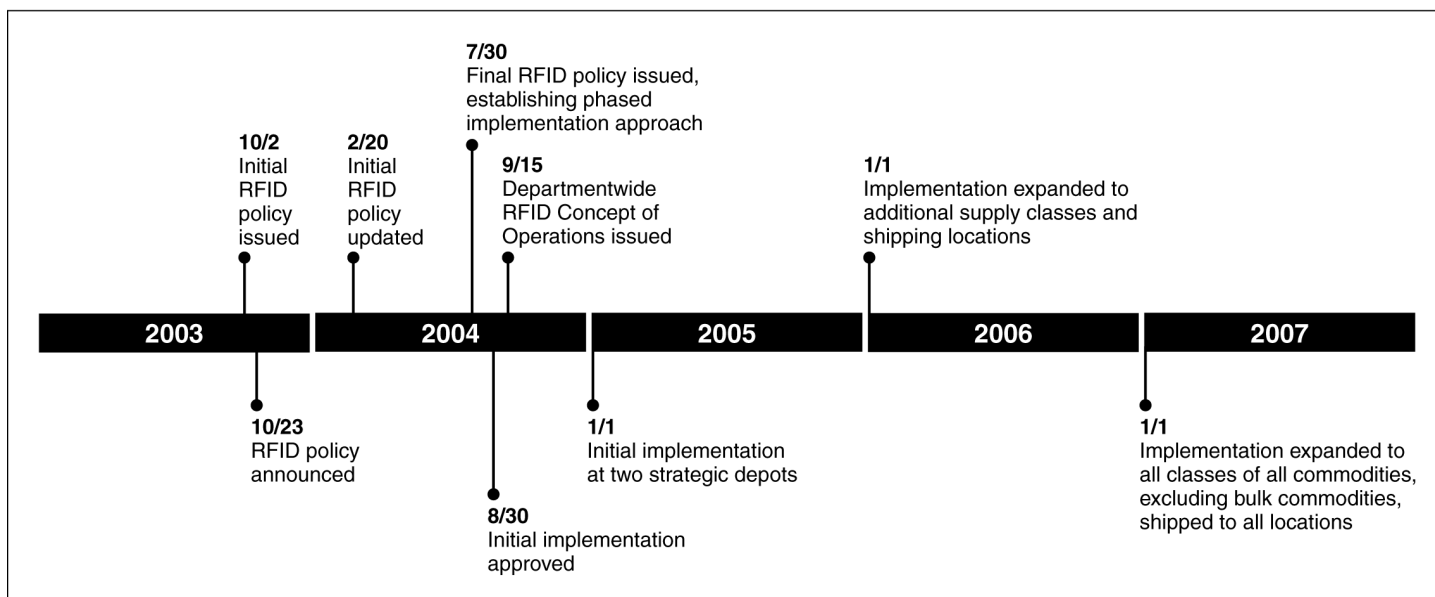 7/30
Final RFID policy issued,
establishing phased
implementation approach
10/2
Initial
RFID
policy
issued
2/20
Initial
RFID
policy
updated
9/15
Departmentwide
RFID Concept of
Operations issued
1/1
Implementation expanded to
additional supply classes and
shipping locations
2003
2004
2005
2006
2007
10/23
RFID policy
announced
8/30
Initial implementation
approved
1/1
Initial implementation
at two strategic depots
1/1
Implementation expanded to
all classes of all commodities,
excluding bulk commodities,
shipped to all locations